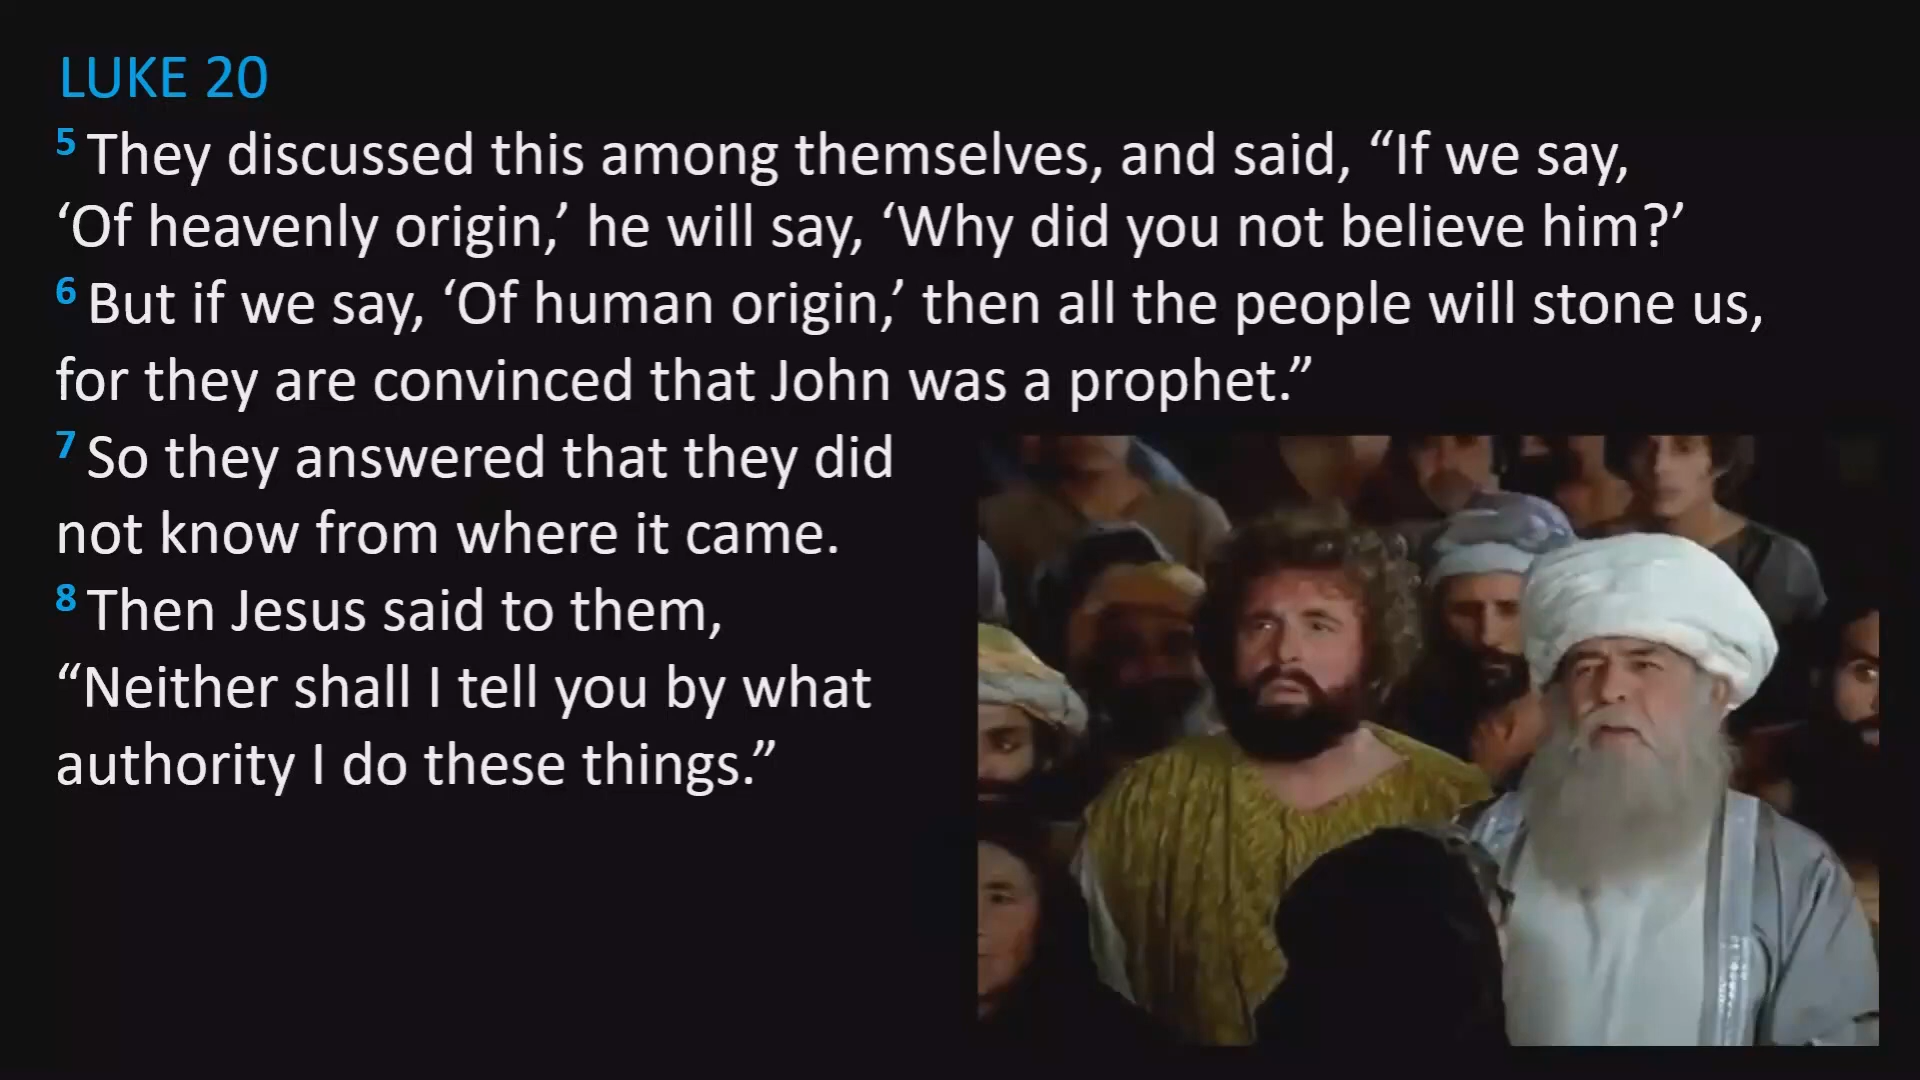 LUKE 20
5 They discussed this among themselves, and said, “If we say,
‘Of heavenly origin,’ he will say, ‘Why did you not believe him?’
6 But if we say, ‘Of human origin,’ then all the people will stone us,
for they are convinced that John was a prophet.”
7 So they answered that they did
not know from where it came.
8 Then Jesus said to them,
“Neither shall I tell you by what
authority I do these things.”